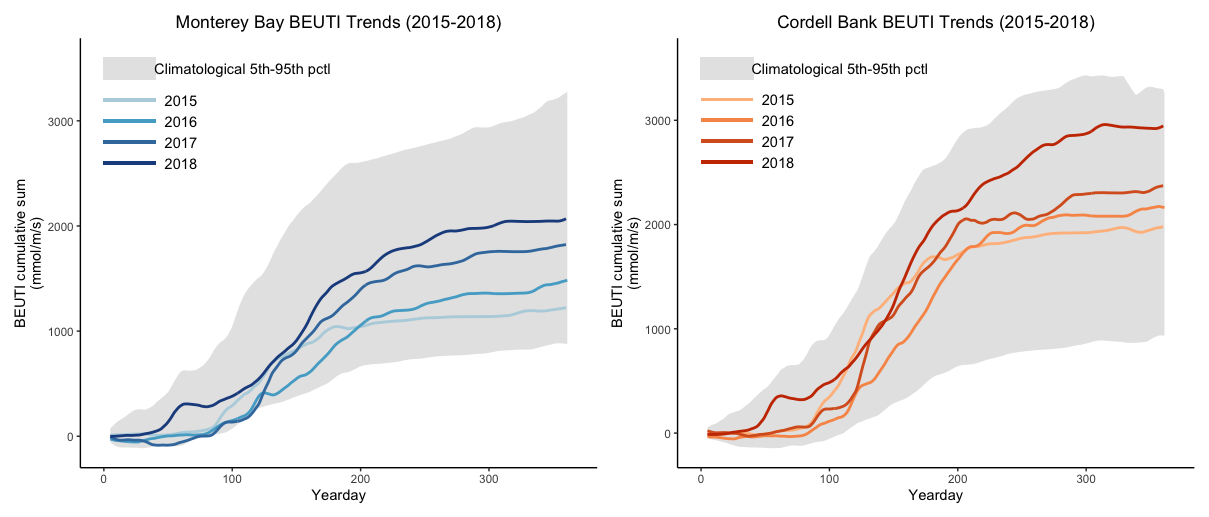 Monterey Bay BEUTI Trends (2015-2018)
Climatological 5th-95th pctl
2015
2016
2017
2018
3000
2000
1000
0
BEUTI cumulative sum
(mmol/m/s)
0 100 200 300
Yearday
Cordell Bank BEUTI Trends (2015-2018)
Climatological 5th-95th pctl
2015
2016
2017
2018
3000
2000
1000
0
BEUTI cumulative sum
(mmol/m/s)
0 100 200 300
Yearday